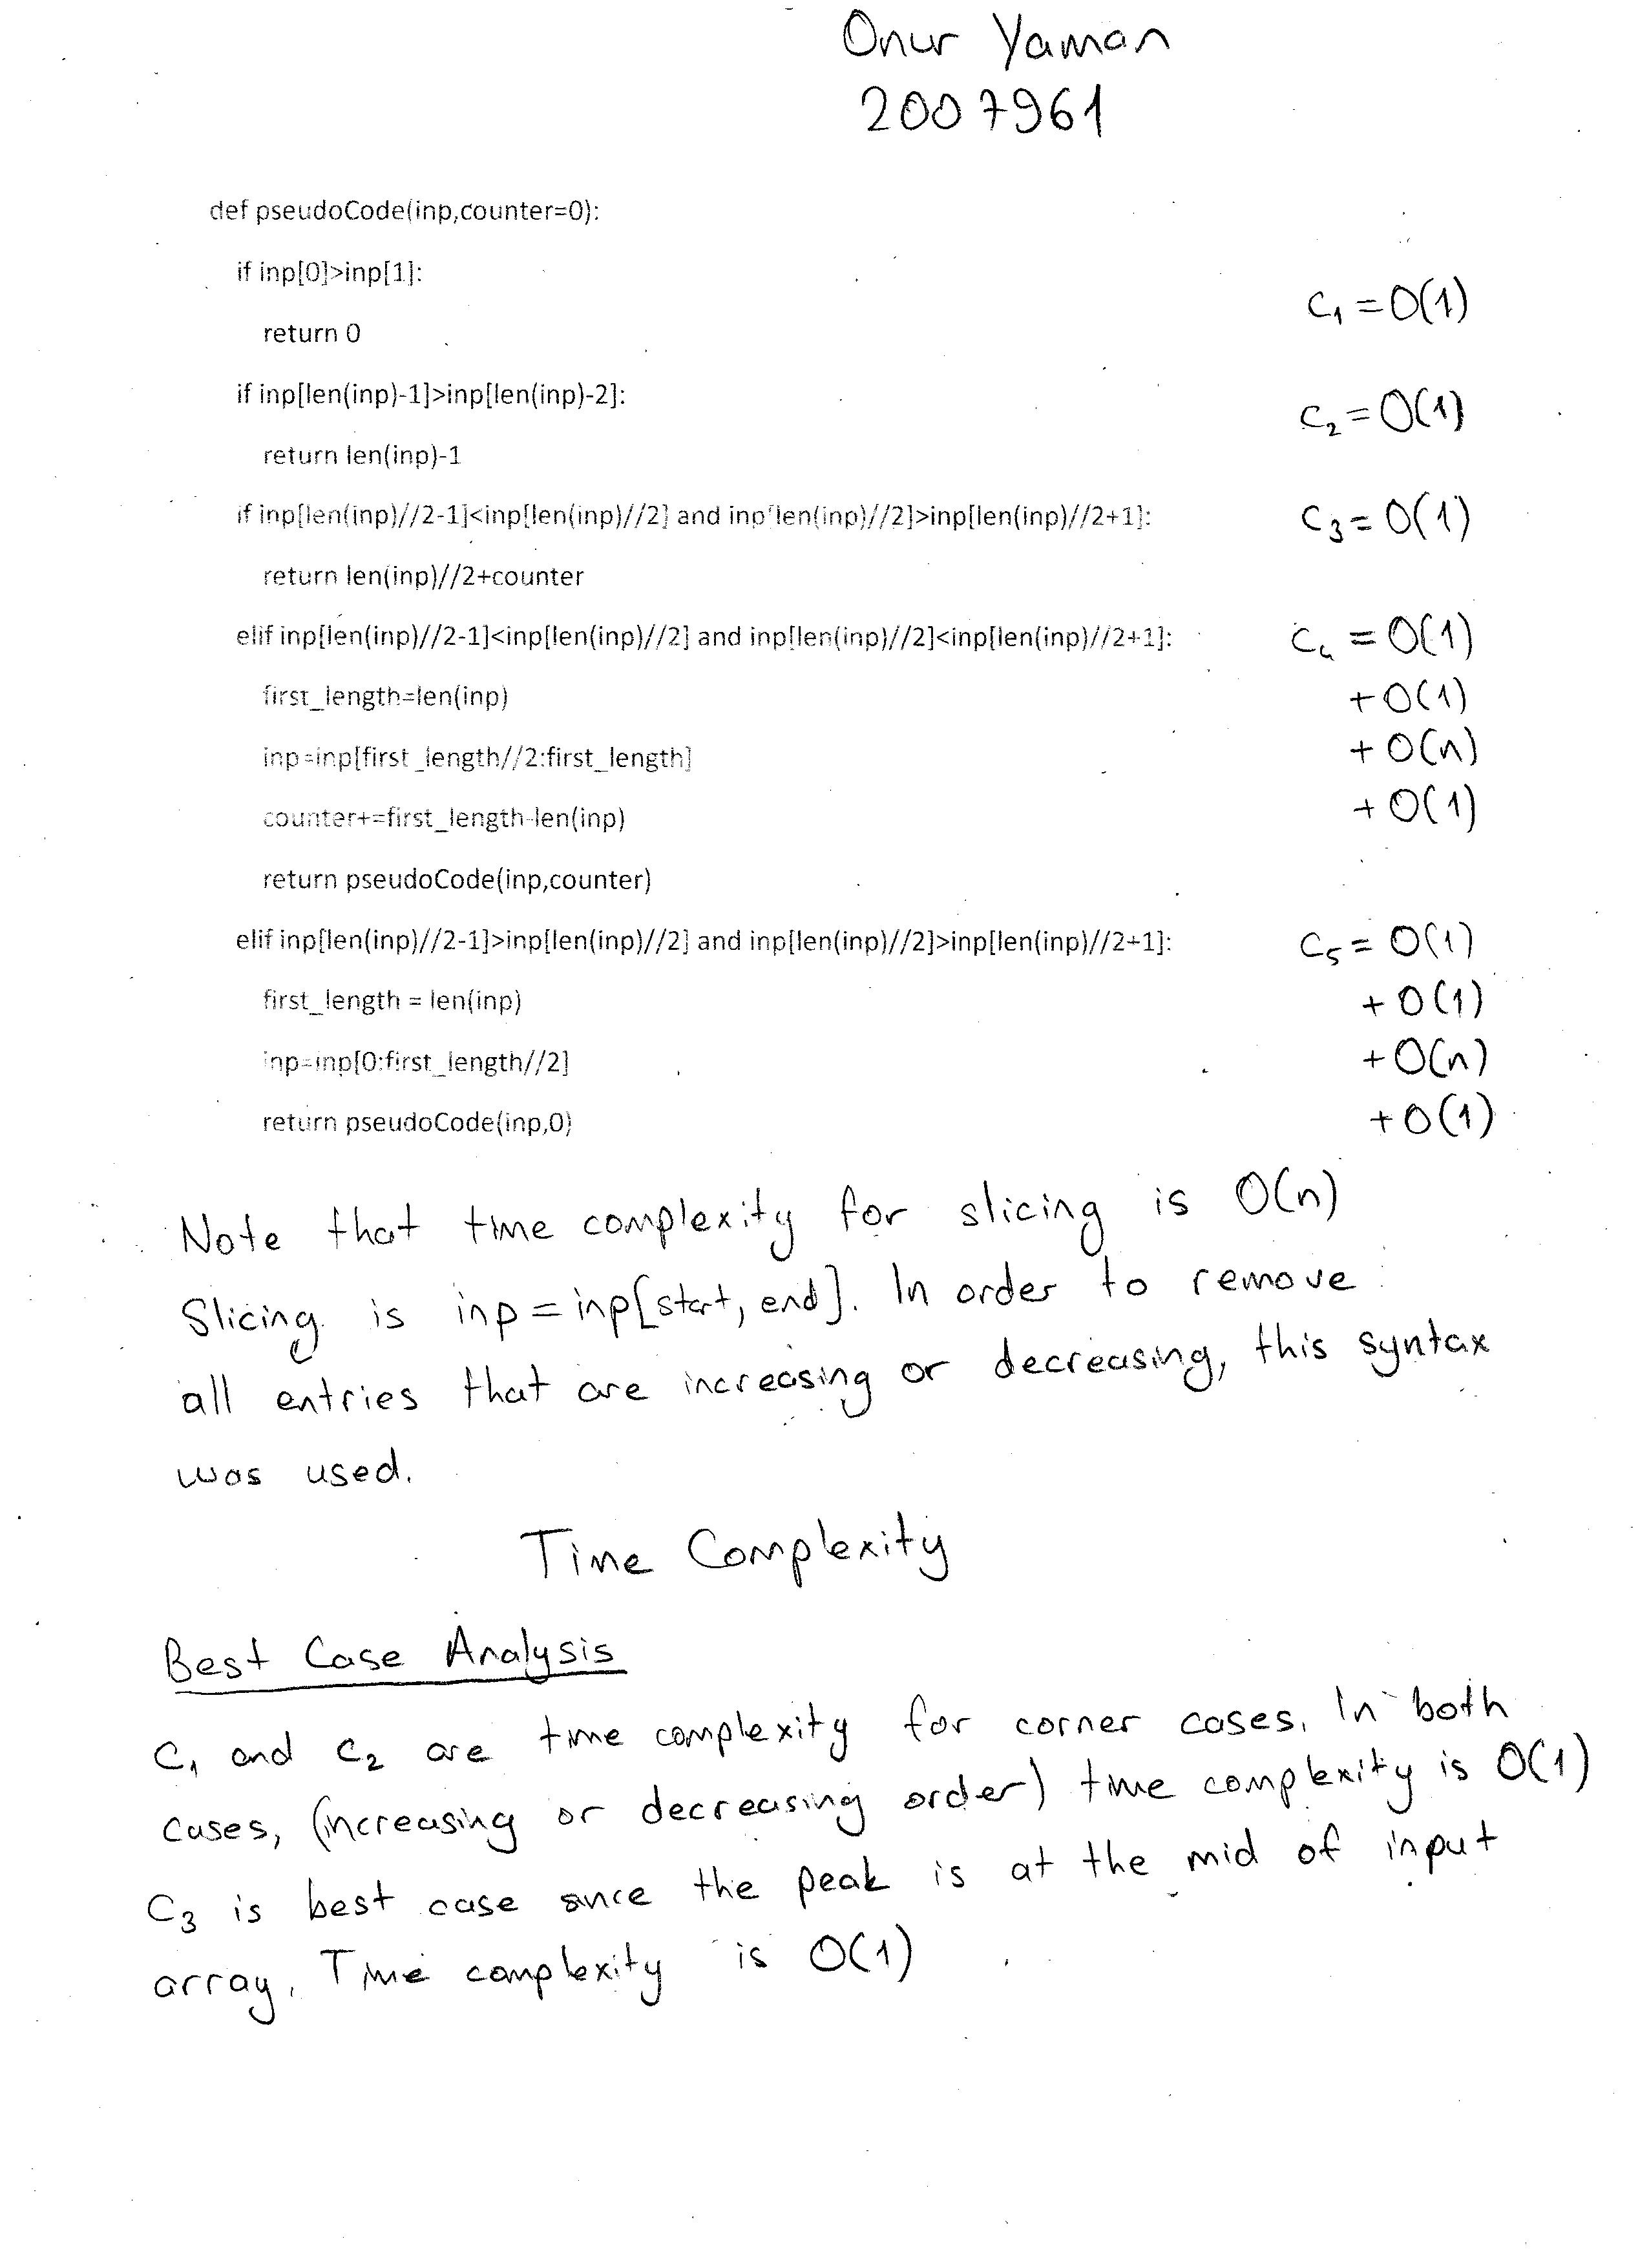 Onur Yaman
2007961
def pseudoCode(inp,counter=0):
if inp[0]>inp[1]:
C₁ = O(1)
return 0
if inp[len(inp)-1]>inp[len(inp)-2]:
C₂ = O(1)
return len(inp)-1
if inp[len(inp)//2-1]<inp[len(inp)//2] and inp[len(inp)//2]>inp[len(inp)//2+1]: C₃ = O(1)
return len(inp)//2+counter
elif inp[len(inp)//2-1]<inp[len(inp)//2] and inp[len(inp)//2]<inp[len(inp)//2+1]: C₄ = O(1)
first_length=len(inp) + O(1)
inp=inp[first_length//2:first_length] + O(n)
counter+=first_length-len(inp) + O(1)
return pseudoCode(inp,counter)
elif inp[len(inp)//2-1]>inp[len(inp)//2] and inp[len(inp)//2]>inp[len(inp)//2+1]: C₅ = O(1)
first_length = len(inp) + O(1)
inp=inp[0:first_length//2] + O(n)
return pseudoCode(inp,0) + O(1)
Note that time complexity for slicing is O(n)
Slicing is inp = inp[start, end]. In order to remove
all entries that are increasing or decreasing, this syntax
was used.
Time Complexity
Best Case Analysis
C₁ and C₂ are time complexity for corner cases. In both
cases, (increasing or decreasing order) time complexity is O(1)
C₃ is best case since the peak is at the mid of input
array. Time complexity is O(1)